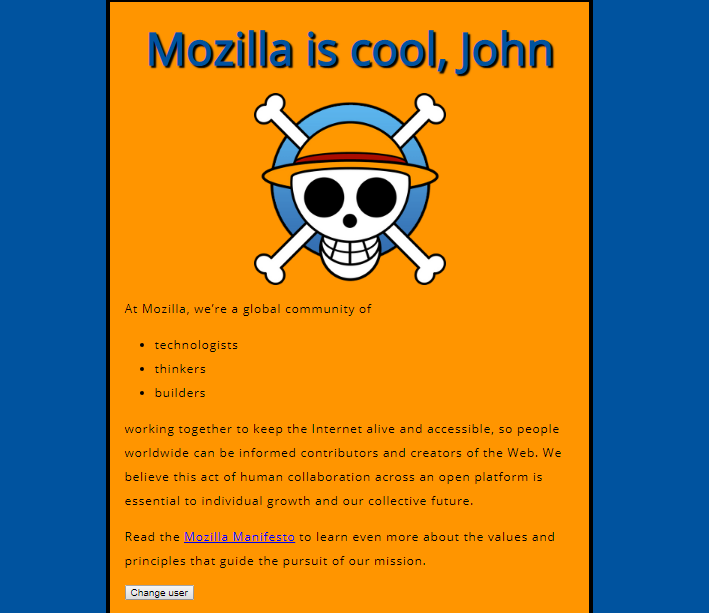 Mozilla is cool, John
At Mozilla, we’re a global community of
technologists
thinkers
builders
working together to keep the Internet alive and accessible, so people
worldwide can be informed contributors and creators of the Web. We
believe this act of human collaboration across an open platform is
essential to individual growth and our collective future.
Read the Mozilla Manifesto to learn even more about the values and
principles that guide the pursuit of our mission.
Change user